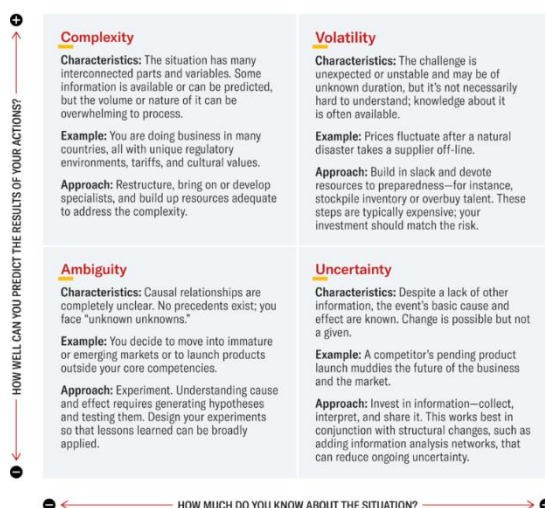 HOW WELL CAN YOU PREDICT THE RESULTS OF YOUR ACTIONS?
Complexity
Characteristics: The situation has many
interconnected parts and variables. Some
information is available or can be predicted,
but the volume or nature of it can be
overwhelming to process.
Example: You are doing business in many
countries, all with unique regulatory
environments, tariffs, and cultural values.
Approach: Restructure, bring on or develop
specialists, and build up resources adequate
to address the complexity.
Volatility
Characteristics: The challenge is
unexpected or unstable and may be of
unknown duration, but it's not necessarily
hard to understand; knowledge about it
is often available.
Example: Prices fluctuate after a natural
disaster takes a supplier off-line.
Approach: Build in slack and devote
resources to preparedness—for instance,
stockpile inventory or overbuy talent. These
steps are typically expensive; your
investment should match the risk.
Ambiguity
Characteristics: Causal relationships are
completely unclear. No precedents exist; you
face “unknown unknowns.”
Example: You decide to move into immature
or emerging markets or to launch products
outside your core competencies.
Approach: Experiment. Understanding cause
and effect requires generating hypotheses
and testing them. Design your experiments
so that lessons learned can be broadly
applied.
Uncertainty
Characteristics: Despite a lack of other
information, the event's basic cause and
effect are known. Change is possible but not
a given.
Example: A competitor's pending product
launch muddies the future of the business
and the market.
Approach: Invest in information—collect,
interpret, and share it. This works best in
conjunction with structural changes, such as
adding information analysis networks, that
can reduce ongoing uncertainty.
HOW MUCH DO YOU KNOW ABOUT THE SITUATION?